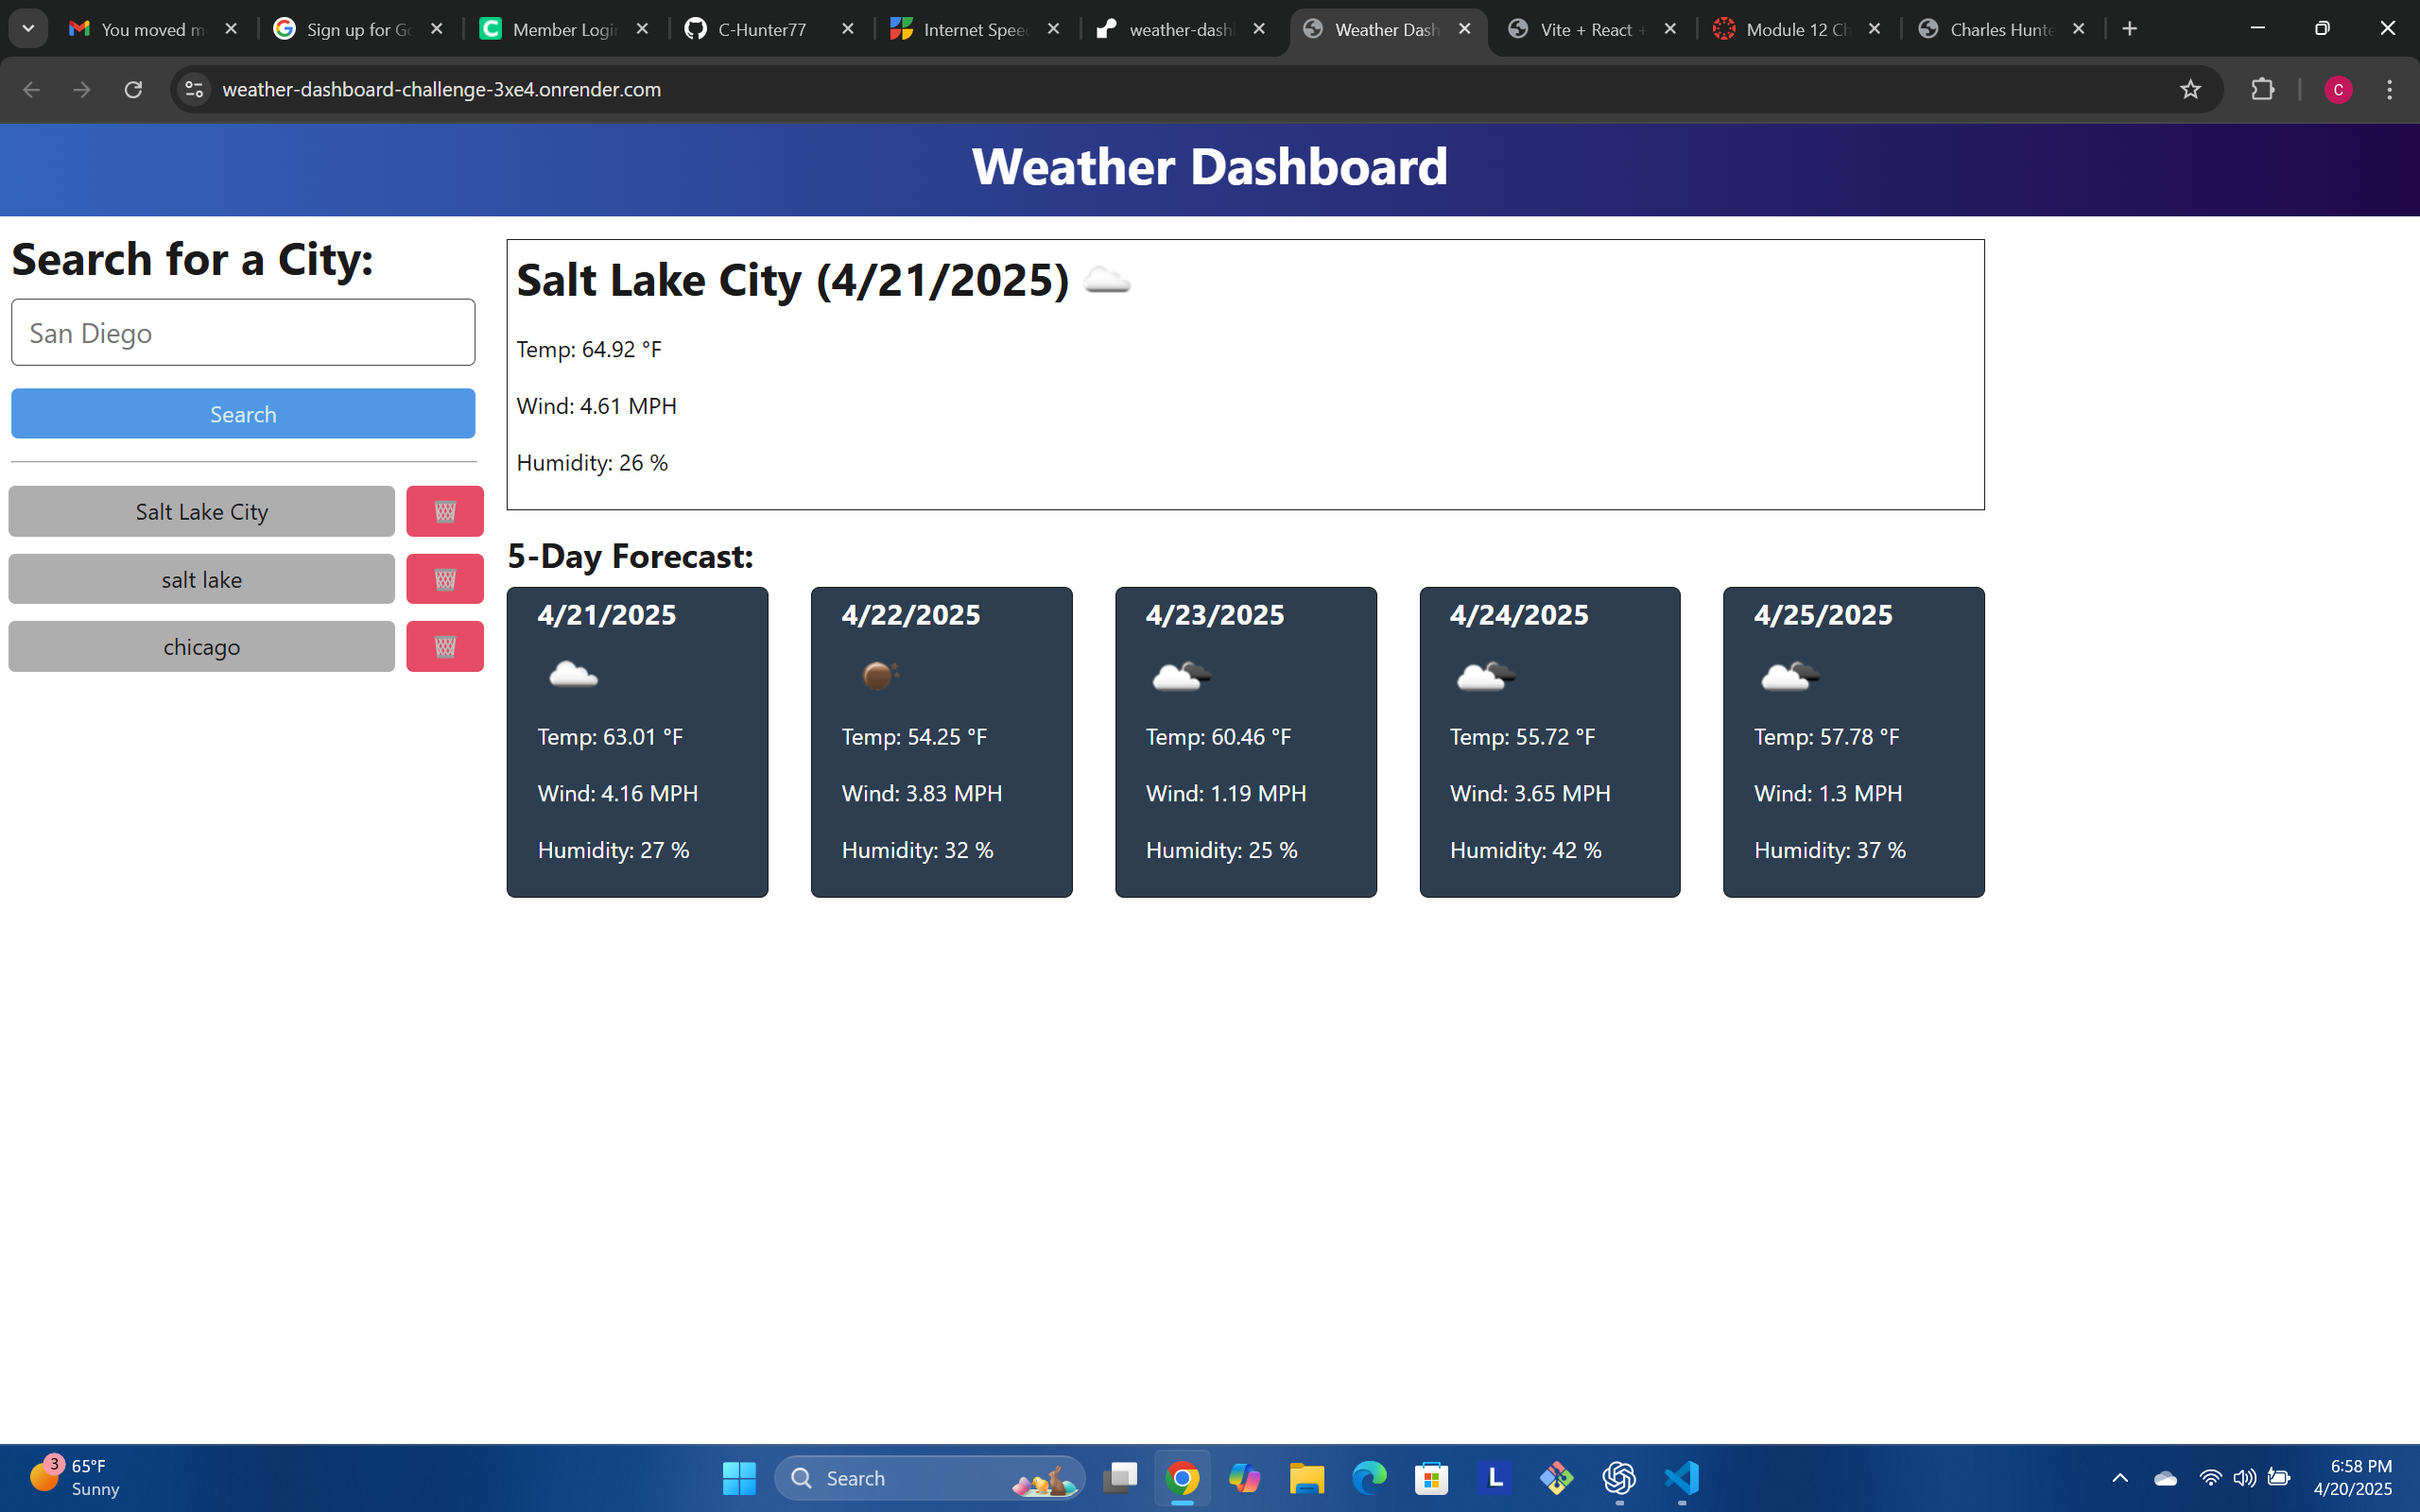 You moved m
Sign up for Go
Member Login
C-Hunter77
Internet Speed
weather-dashb
Weather Dash
Vite + React +
Module 12 Ch
Charles Hunte
weather-dashboard-challenge-3xe4.onrender.com
C
Weather Dashboard
Search for a City:
San Diego
Search
Salt Lake City
salt lake
chicago
Salt Lake City (4/21/2025)
Temp: 64.92 °F
Wind: 4.61 MPH
Humidity: 26 %
5-Day Forecast:
4/21/2025
Temp: 63.01 °F
Wind: 4.16 MPH
Humidity: 27 %
4/22/2025
Temp: 54.25 °F
Wind: 3.83 MPH
Humidity: 32 %
4/23/2025
Temp: 60.46 °F
Wind: 1.19 MPH
Humidity: 25 %
4/24/2025
Temp: 55.72 °F
Wind: 3.65 MPH
Humidity: 42 %
4/25/2025
Temp: 57.78 °F
Wind: 1.3 MPH
Humidity: 37 %
3
65°F
Sunny
Search
L
6:58 PM
4/20/2025